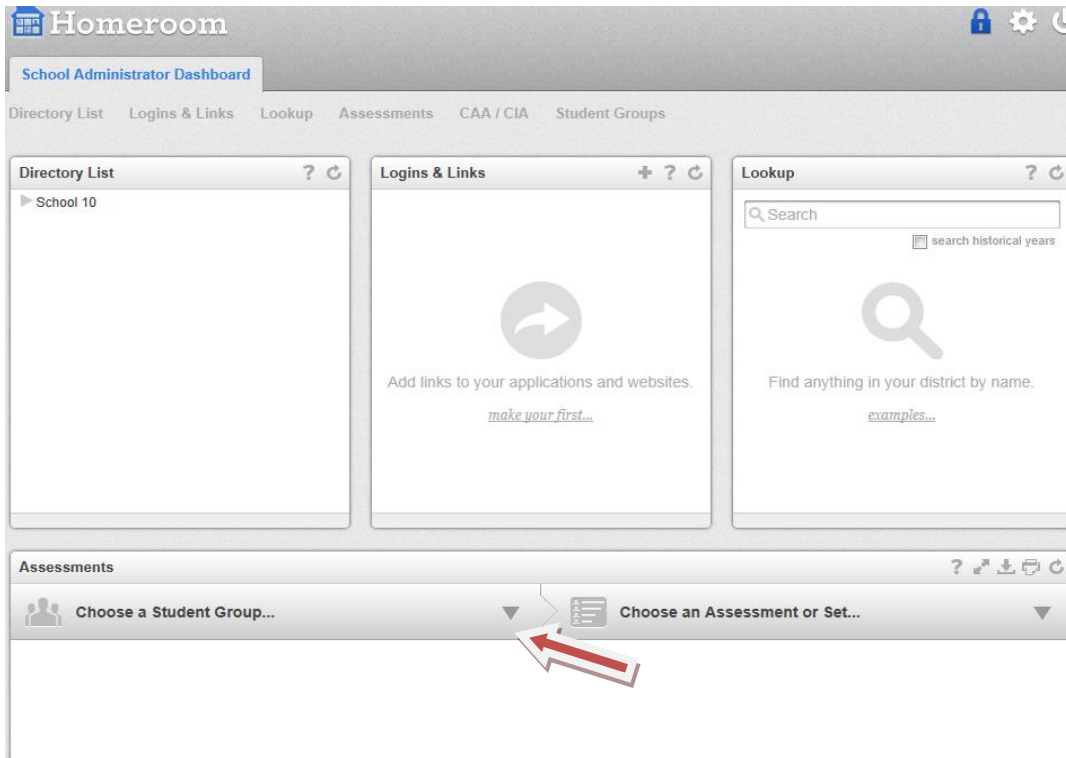 Homeroom
School Administrator Dashboard
Directory List Logins & Links Lookup Assessments CAA / CIA Student Groups
Directory List ?
School 10
Logins & Links + ?
Add links to your applications and websites.
make your first...
Lookup ?
Search
search historical years
Find anything in your district by name.
examples...
Assessments ?
Choose a Student Group...
Choose an Assessment or Set...